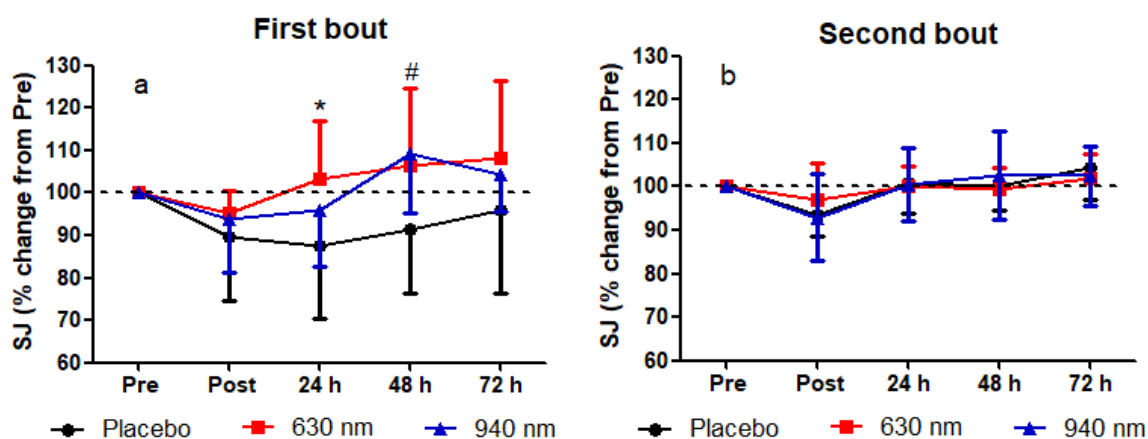 First bout
SJ (% change from Pre)
130
120
110
100
90
80
70
60
a
*
#
Pre Post 24 h 48 h 72 h
Placebo 630 nm 940 nm
Second bout
SJ (% change from Pre)
130
120
110
100
90
80
70
60
b
Pre Post 24 h 48 h 72 h
Placebo 630 nm 940 nm